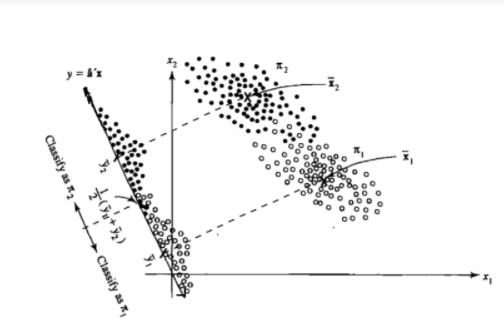 x₂
π₂
x̄₂
y = â'x
π₁
x̄₁
ȳ₂
½(ȳ₁+ȳ₂)
ȳ₁
Classify as π₂
Classify as π₁
x₁